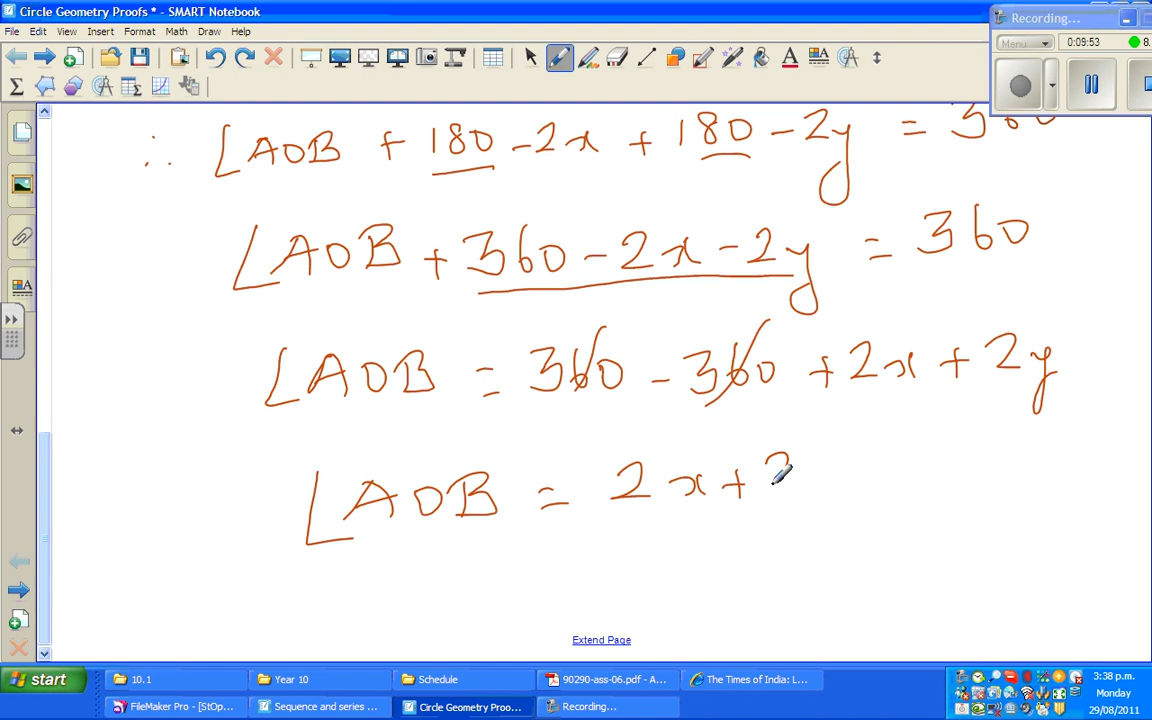 Circle Geometry Proofs * - SMART Notebook
File Edit View Insert Format Math Draw Help
Recording...
Menu
0:09:53
8.
∴ ∠AOB + 180 - 2x + 180 - 2y = 360
∠AOB + 360 - 2x - 2y = 360
∠AOB = 360 - 360 + 2x + 2y
∠AOB = 2x + 2
Extend Page
start
10.1
Year 10
Schedule
90290-ass-06.pdf - A...
The Times of India: L...
3:38 p.m.
Monday
29/08/2011
FileMaker Pro - [StOp...
Sequence and series ...
Circle Geometry Proo...
Recording...